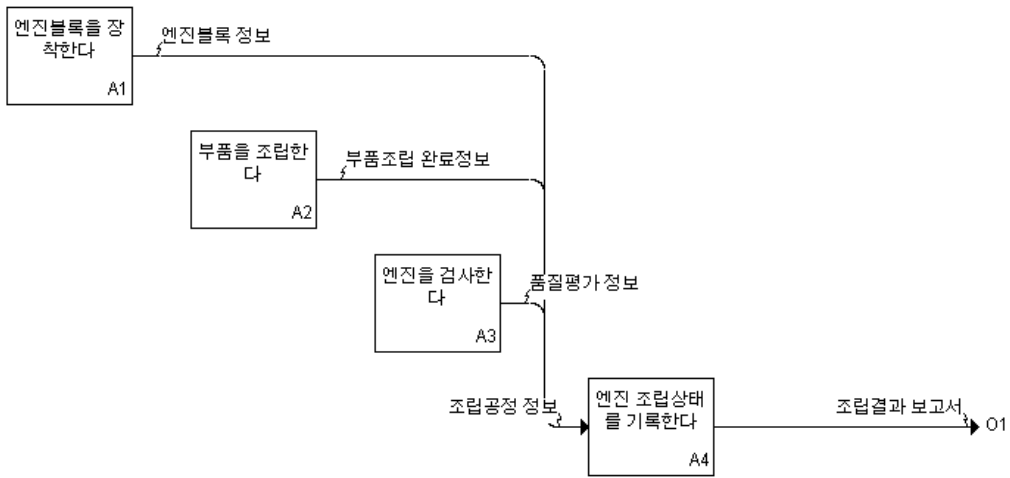 엔진블록을 장
착한다
A1
엔진블록 정보
부품을 조립한
다
A2
부품조립 완료정보
엔진을 검사한
다
A3
품질평가 정보
조립공정 정보
엔진 조립상태
를 기록한다
A4
조립결과 보고서
O1